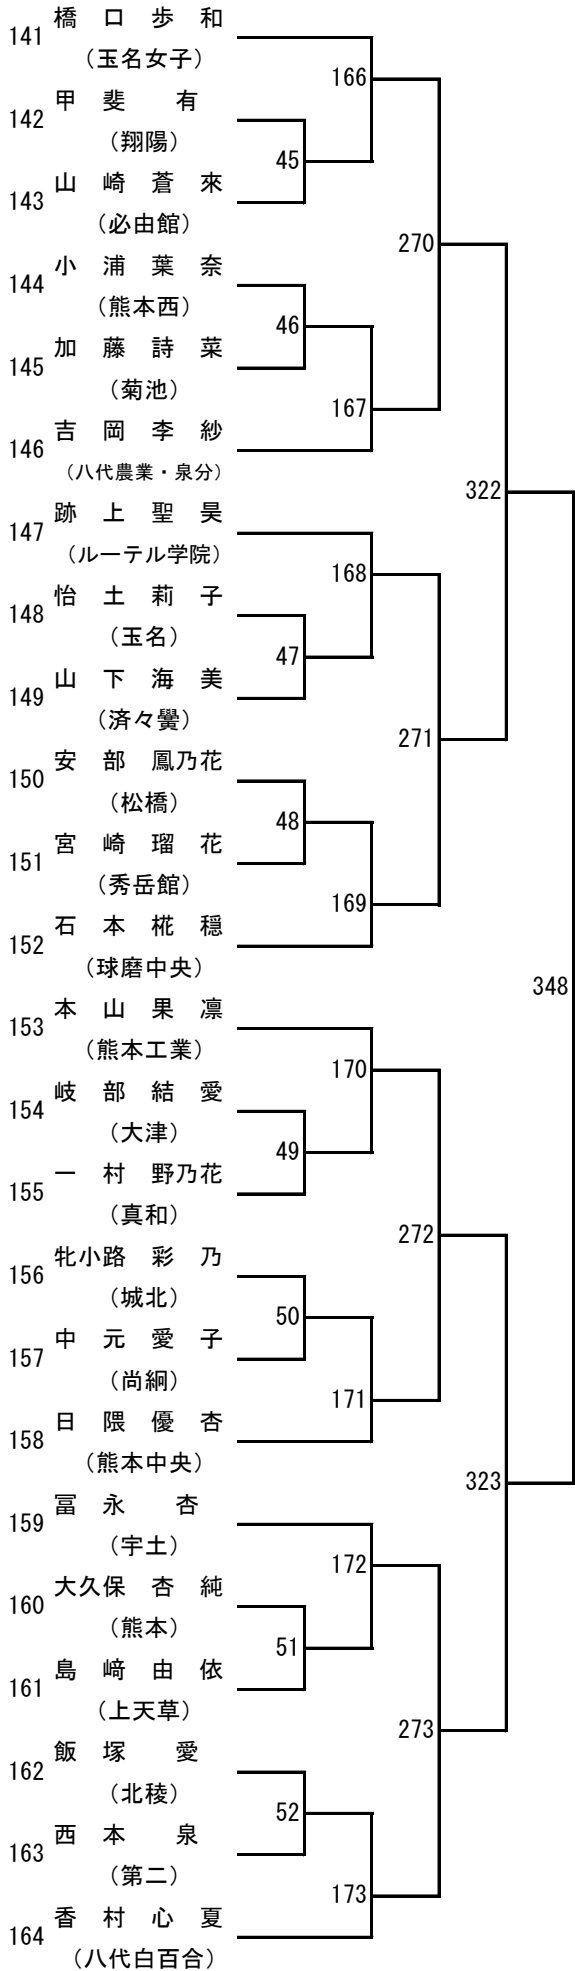 橋 口 歩 和
141
（玉名女子）
166
甲 斐 有
142
（翔陽）
45
山 崎 蒼 來
143
（必由館）
270
小 浦 葉 奈
144
（熊本西）
46
加 藤 詩 菜
145
（菊池）
167
吉 岡 李 紗
146
（八代農業・泉分）
322
跡 上 聖 昊
147
（ルーテル学院）
168
怡 土 莉 子
148
（玉名）
47
山 下 海 美
149
（済々黌）
271
安 部 鳳乃花
150
（松橋）
48
宮 崎 瑠 花
151
（秀岳館）
169
石 本 椛 穏
152
（球磨中央）
348
本 山 果 凛
153
（熊本工業）
170
岐 部 結 愛
154
（大津）
49
一 村 野乃花
155
（真和）
272
牝小路 彩 乃
156
（城北）
50
中 元 愛 子
157
（尚絅）
171
日 隈 優 杏
158
（熊本中央）
323
冨 永 杏
159
（宇土）
172
大久保 杏 純
160
（熊本）
51
島 﨑 由 依
161
（上天草）
273
飯 塚 愛
162
（北稜）
52
西 本 泉
163
（第二）
173
香 村 心 夏
164
（八代白百合）